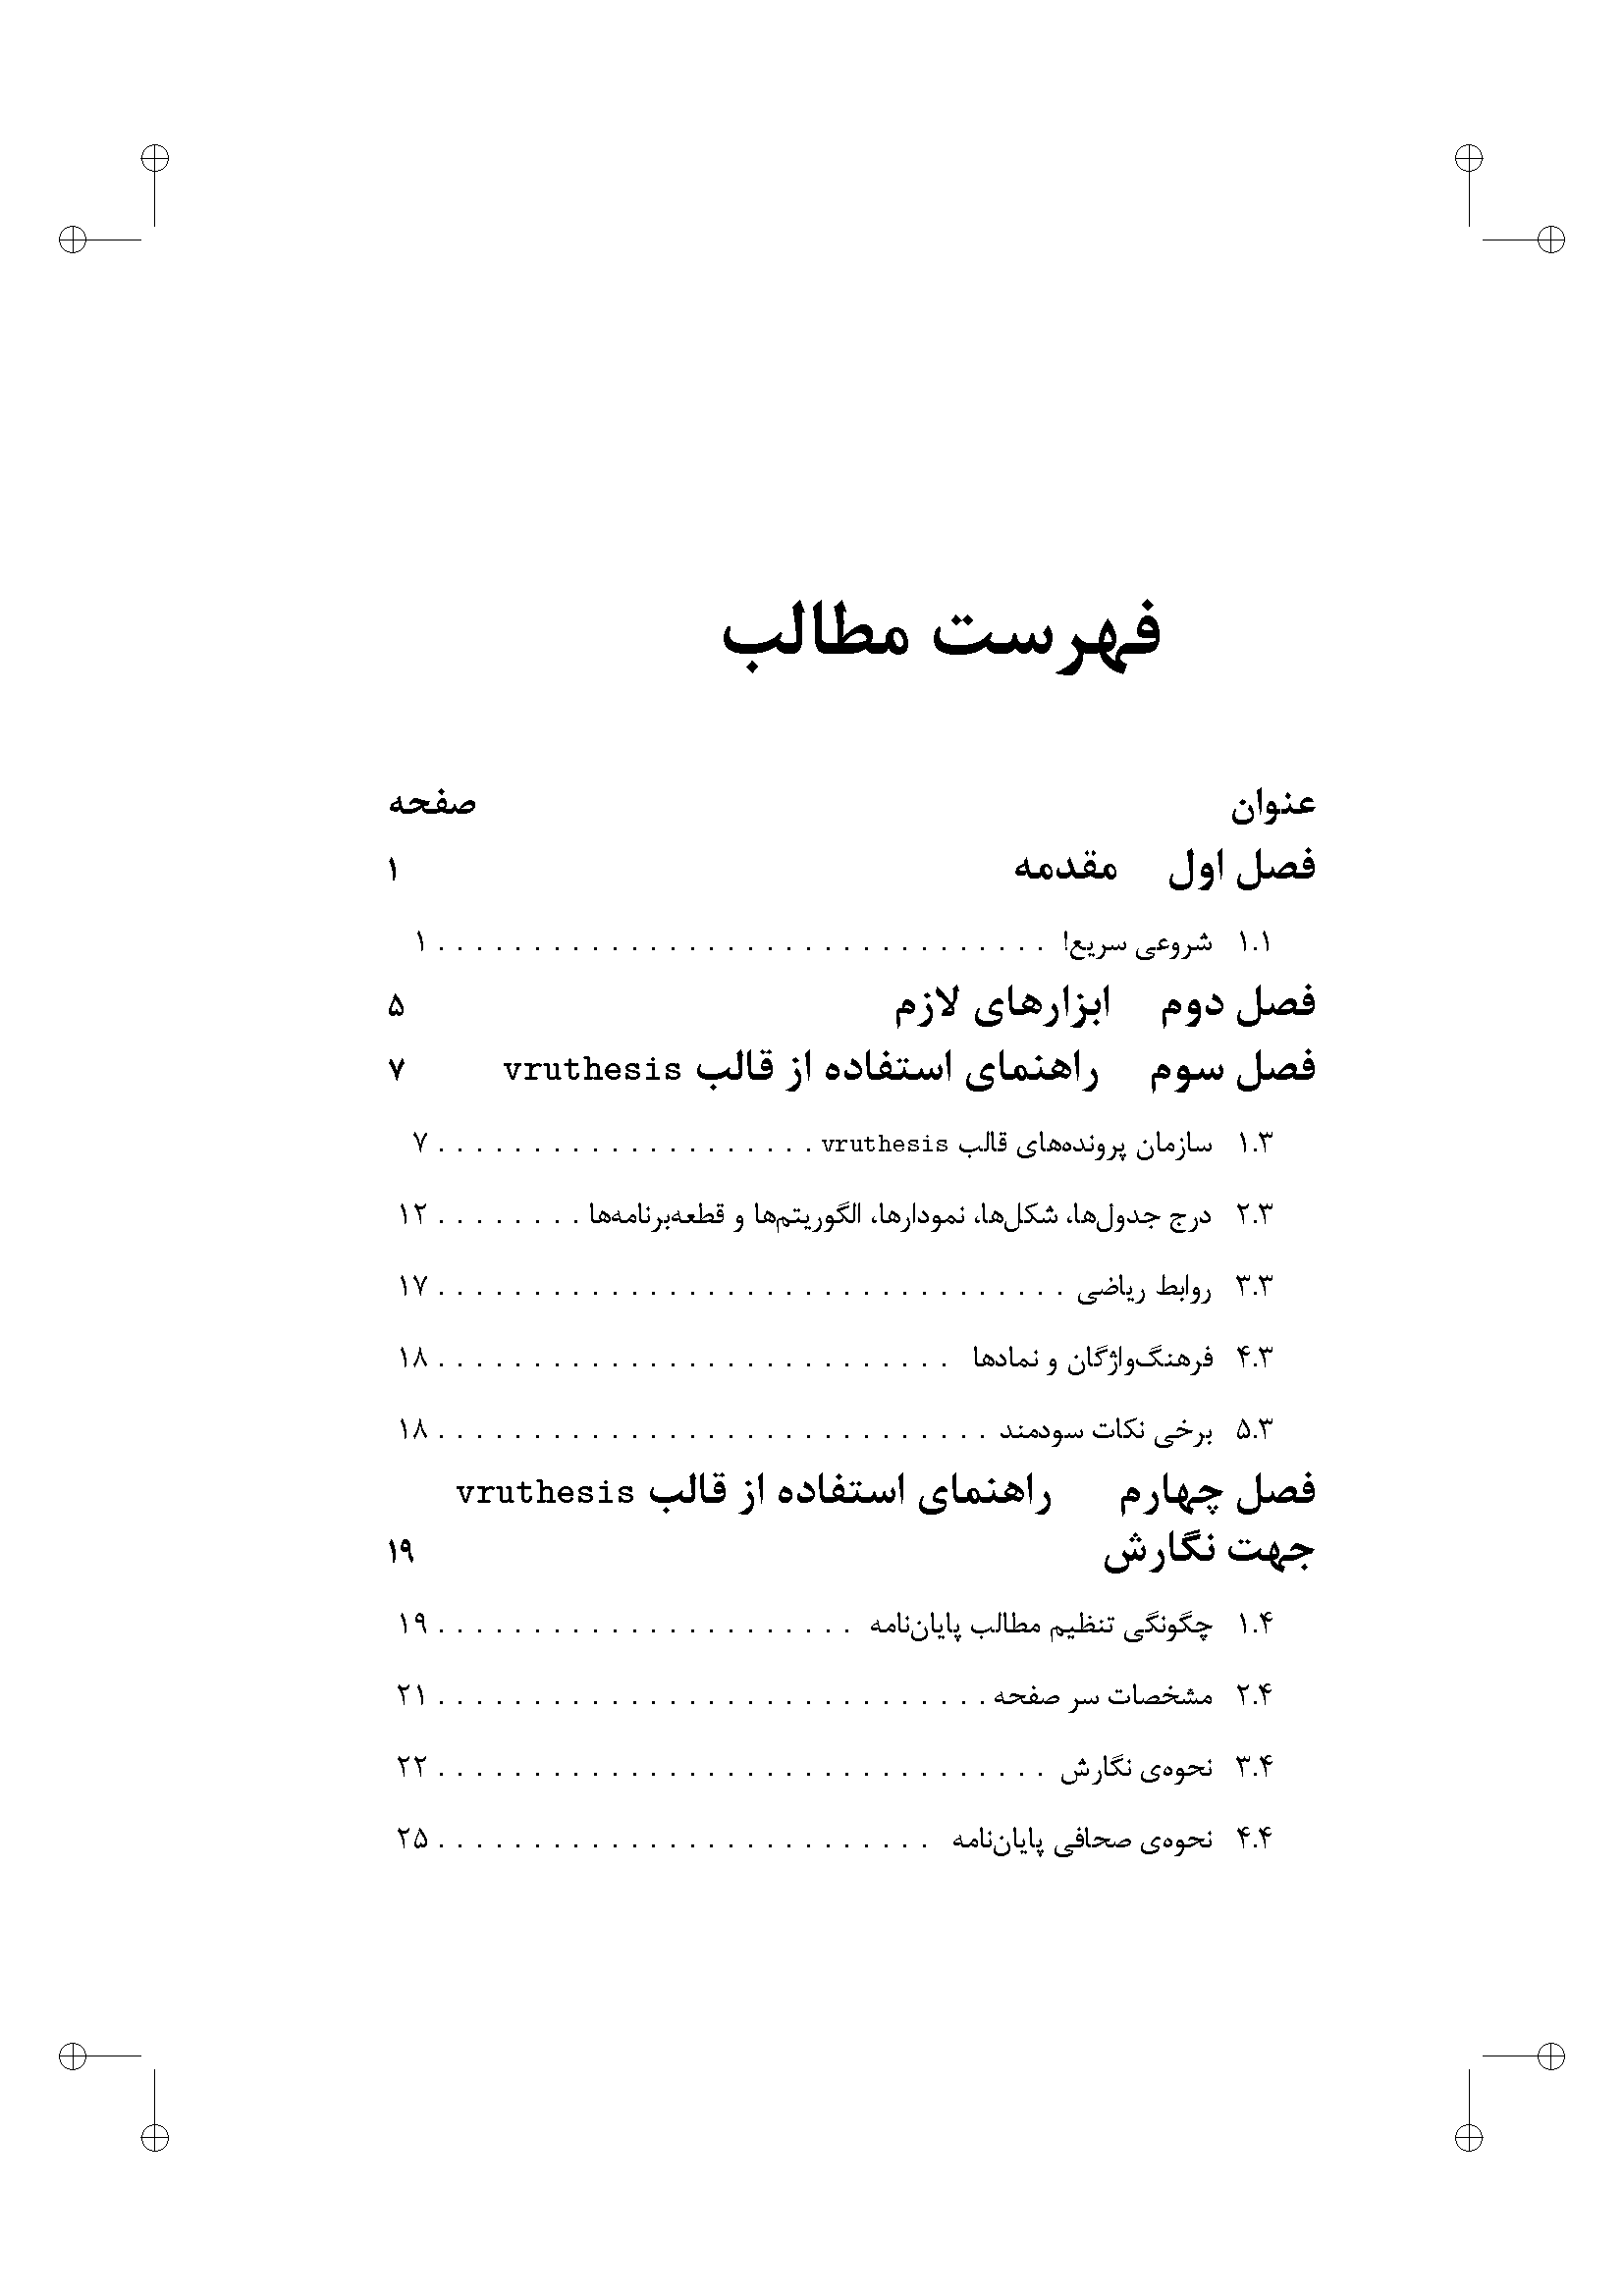 فهرست مطالب
عنوان صفحه
فصل اول مقدمه ۱
۱.۱ شروعی سریع! . . . . . . . . . . . . . . . . . . . . . . . . . . . . . . . . ۱
فصل دوم ابزارهای لازم ۵
فصل سوم راهنمای استفاده از قالب vruthesis ۷
۱.۳ سازمان پرونده‌های قالب vruthesis . . . . . . . . . . . . . . . . . . . . ۷
۲.۳ درج جدول‌ها، شکل‌ها، نمودارها، الگوریتم‌ها و قطعه‌برنامه‌ها . . . . . . . . ۱۲
۳.۳ روابط ریاضی . . . . . . . . . . . . . . . . . . . . . . . . . . . . . . . . . ۱۷
۴.۳ فرهنگ‌واژگان و نمادها . . . . . . . . . . . . . . . . . . . . . . . . . . . ۱۸
۵.۳ برخی نکات سودمند . . . . . . . . . . . . . . . . . . . . . . . . . . . . . ۱۸
فصل چهارم راهنمای استفاده از قالب vruthesis
جهت نگارش ۱۹
۱.۴ چگونگی تنظیم مطالب پایان‌نامه . . . . . . . . . . . . . . . . . . . . . . ۱۹
۲.۴ مشخصات سر صفحه . . . . . . . . . . . . . . . . . . . . . . . . . . . . . ۲۱
۳.۴ نحوه‌ی نگارش . . . . . . . . . . . . . . . . . . . . . . . . . . . . . . . . ۲۲
۴.۴ نحوه‌ی صحافی پایان‌نامه . . . . . . . . . . . . . . . . . . . . . . . . . . ۲۵